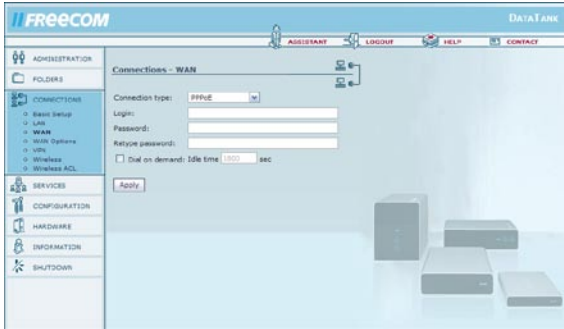 FREECOM
DATATANK
ASSISTANT
LOGOUT
HELP
CONTACT
ADMINISTRATION
FOLDERS
CONNECTIONS
Basic Setup
LAN
WAN
WAN Options
VPN
Wireless
Wireless ACL
SERVICES
CONFIGURATION
HARDWARE
INFORMATION
SHUTDOWN
Connections - WAN
Connection type: PPPoE
Login:
Password:
Retype password:
Dial on demand: Idle time 1800 sec
Apply